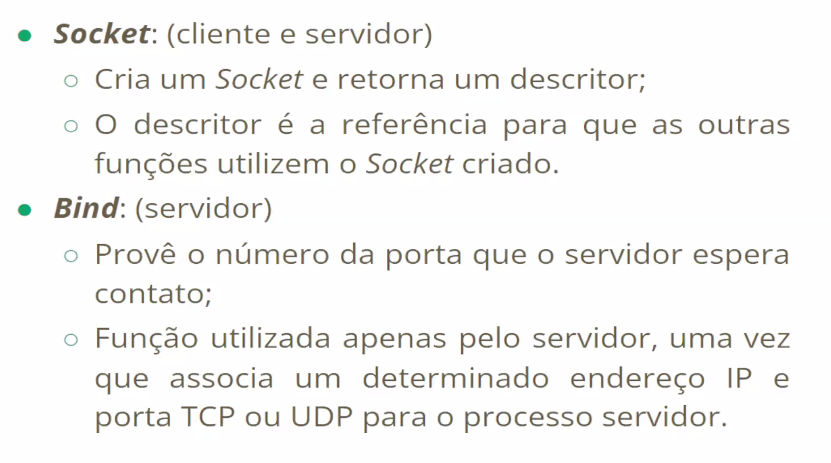 ● Socket: (cliente e servidor)
○ Cria um Socket e retorna um descritor;
○ O descritor é a referência para que as outras
funções utilizem o Socket criado.
● Bind: (servidor)
○ Provê o número da porta que o servidor espera
contato;
○ Função utilizada apenas pelo servidor, uma vez
que associa um determinado endereço IP e
porta TCP ou UDP para o processo servidor.